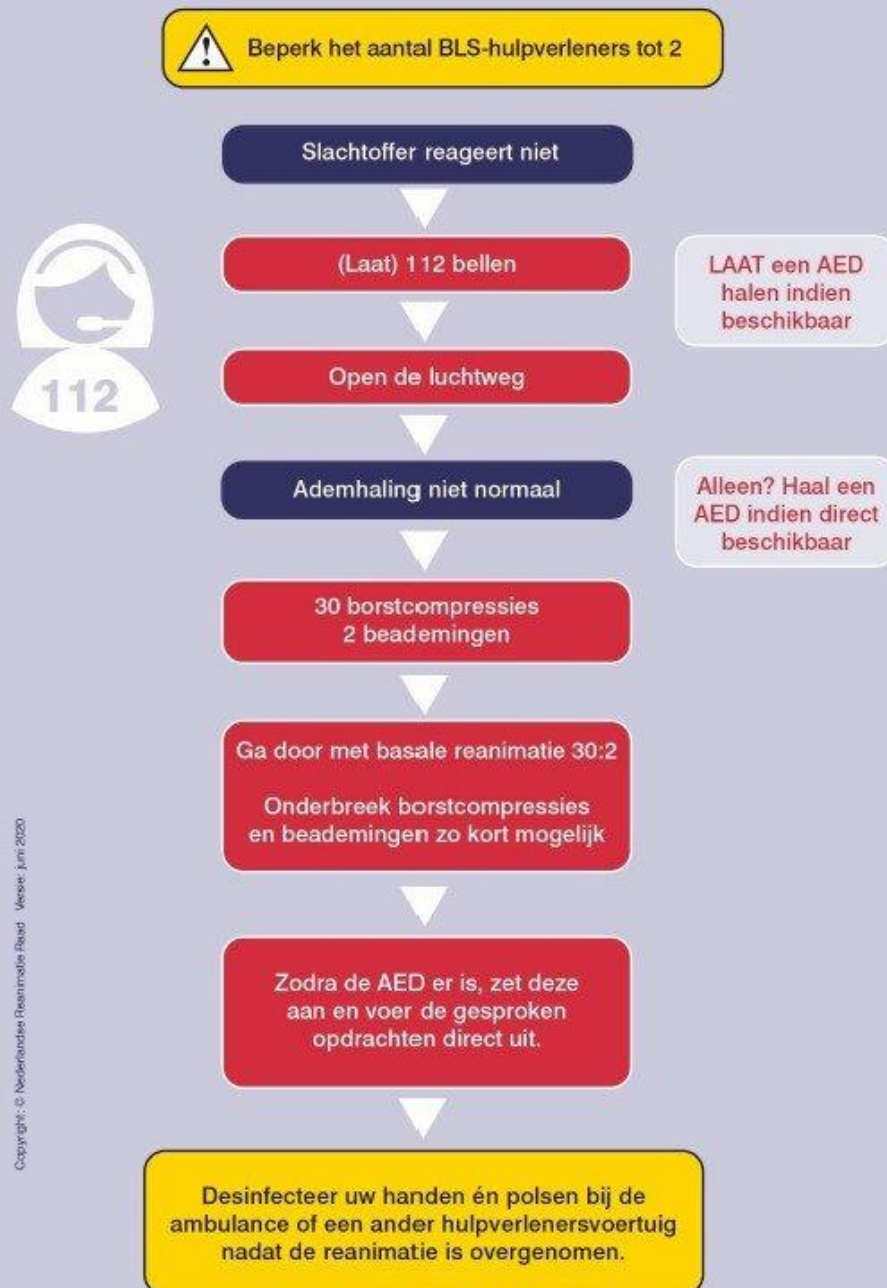 Beperk het aantal BLS-hulpverleners tot 2
Slachtoffer reageert niet
(Laat) 112 bellen
LAAT een AED
halen indien
beschikbaar
112
Open de luchtweg
Ademhaling niet normaal
Alleen? Haal een
AED indien direct
beschikbaar
30 borstcompressies
2 beademingen
Ga door met basale reanimatie 30:2
Onderbreek borstcompressies
en beademingen zo kort mogelijk
Zodra de AED er is, zet deze
aan en voer de gesproken
opdrachten direct uit.
Desinfecteer uw handen én polsen bij de
ambulance of een ander hulpverlenersvoertuig
nadat de reanimatie is overgenomen.
Copyright: © Nederlandse Reanimatie Raad Versie: juni 2020